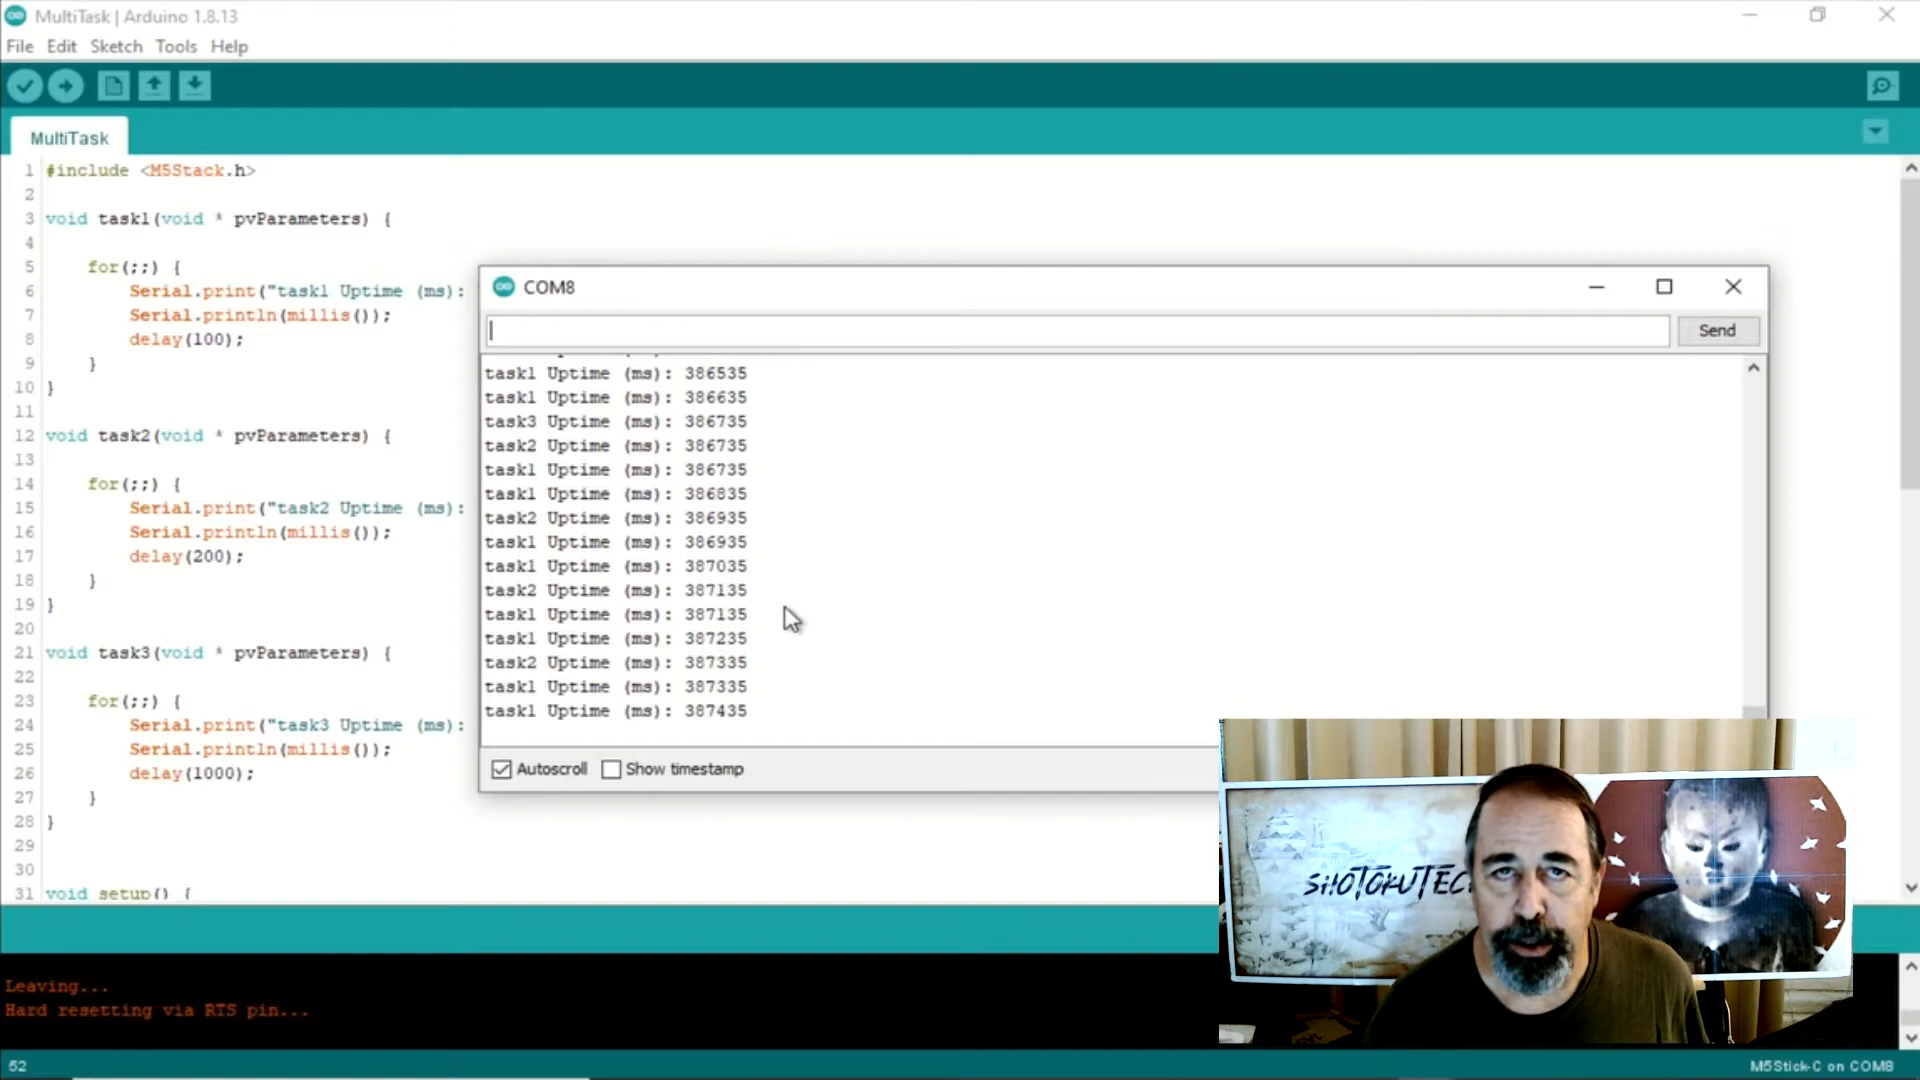 MultiTask | Arduino 1.8.13
File Edit Sketch Tools Help
MultiTask
1 #include <M5Stack.h>
2
3 void task1(void * pvParameters) {
4
5 for(;;) {
6 Serial.print("task1 Uptime (ms):
7 Serial.println(millis());
8 delay(100);
9 }
10 }
11
12 void task2(void * pvParameters) {
13
14 for(;;) {
15 Serial.print("task2 Uptime (ms):
16 Serial.println(millis());
17 delay(200);
18 }
19 }
20
21 void task3(void * pvParameters) {
22
23 for(;;) {
24 Serial.print("task3 Uptime (ms):
25 Serial.println(millis());
26 delay(1000);
27 }
28 }
29
30
31 void setup() {
COM8
Send
task1 Uptime (ms): 386535
task1 Uptime (ms): 386635
task3 Uptime (ms): 386735
task2 Uptime (ms): 386735
task1 Uptime (ms): 386735
task1 Uptime (ms): 386835
task2 Uptime (ms): 386935
task1 Uptime (ms): 386935
task1 Uptime (ms): 387035
task2 Uptime (ms): 387135
task1 Uptime (ms): 387135
task1 Uptime (ms): 387235
task2 Uptime (ms): 387335
task1 Uptime (ms): 387335
task1 Uptime (ms): 387435
Autoscroll Show timestamp
SHOTOKUTEC
Leaving...
Hard resetting via RTS pin...
52
M5Stick-C on COM8